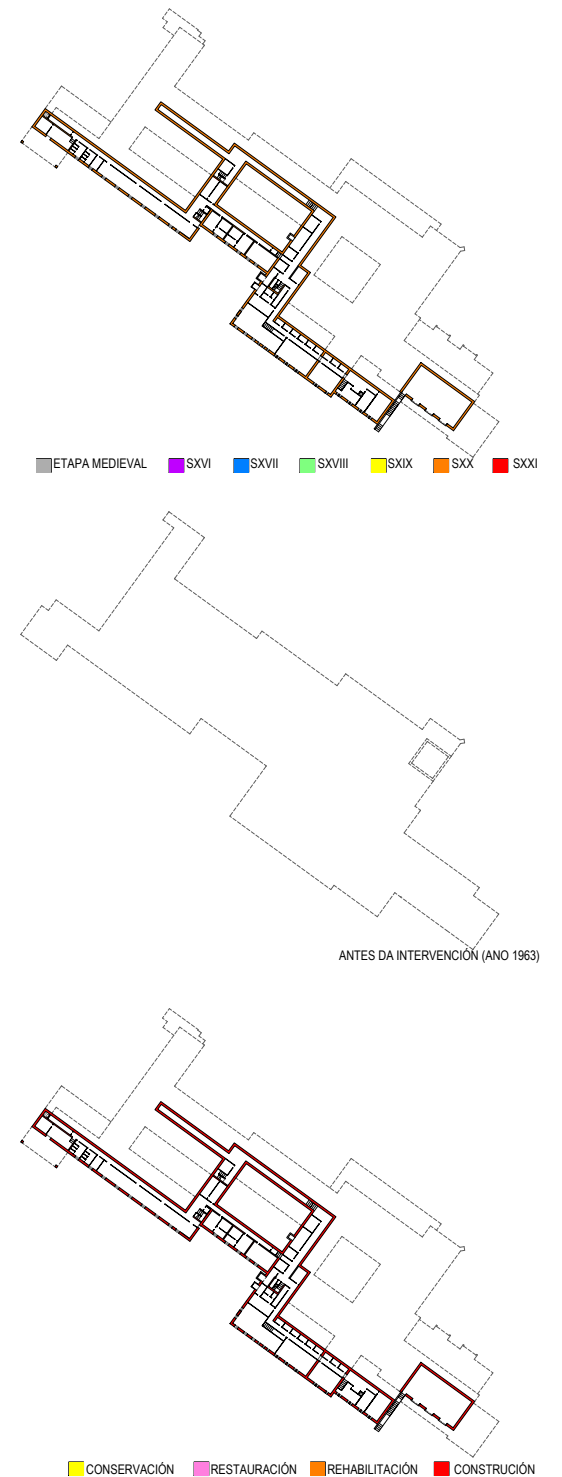 ETAPA MEDIEVAL SXVI SXVII SXVIII SXIX SXX SXXI
ANTES DA INTERVENCIÓN (ANO 1963)
CONSERVACIÓN RESTAURACIÓN REHABILITACIÓN CONSTRUCIÓN